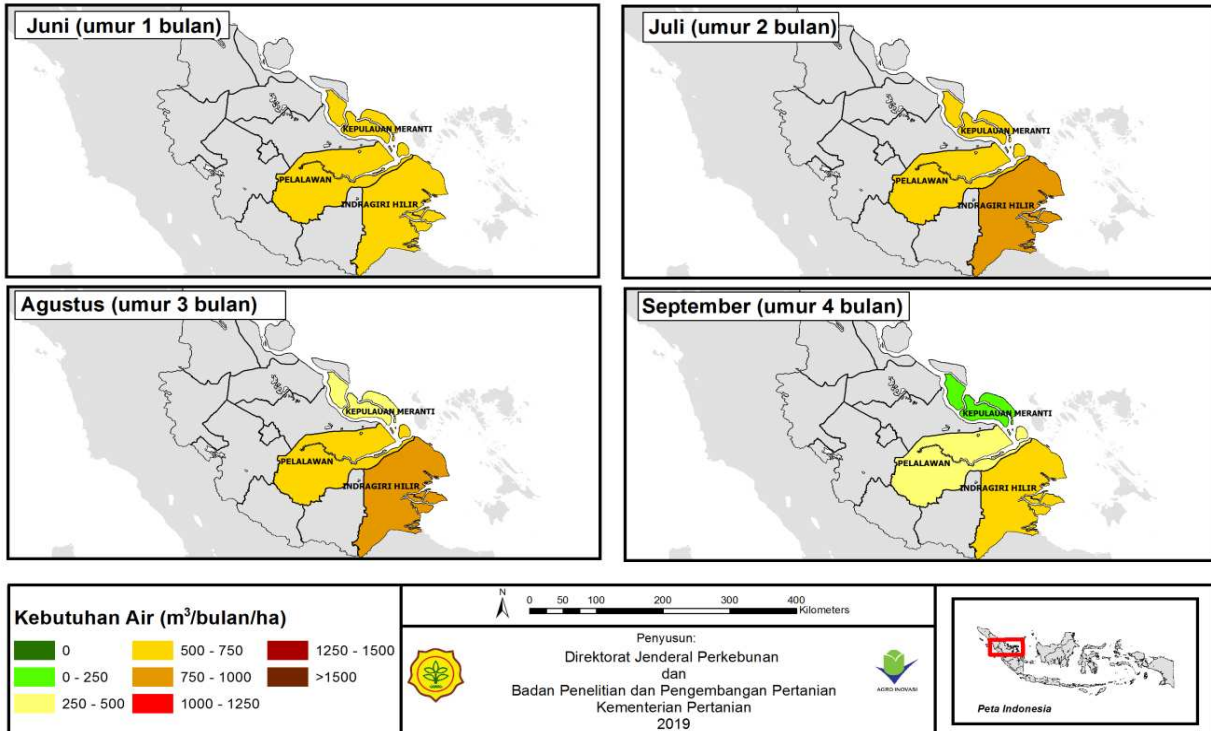 Juni (umur 1 bulan)
KEPULAUAN MERANTI
PELALAWAN
INDRAGIRI HILIR
Juli (umur 2 bulan)
KEPULAUAN MERANTI
PELALAWAN
INDRAGIRI HILIR
Agustus (umur 3 bulan)
KEPULAUAN MERANTI
PELALAWAN
INDRAGIRI HILIR
September (umur 4 bulan)
KEPULAUAN MERANTI
PELALAWAN
INDRAGIRI HILIR
Kebutuhan Air (m³/bulan/ha)
0
0 - 250
250 - 500
500 - 750
750 - 1000
1000 - 1250
1250 - 1500
>1500
N
0 50 100 200 300 400
Kilometers
Penyusun:
Direktorat Jenderal Perkebunan
dan
Badan Penelitian dan Pengembangan Pertanian
Kementerian Pertanian
2019
AGRO INOVASI
Peta Indonesia